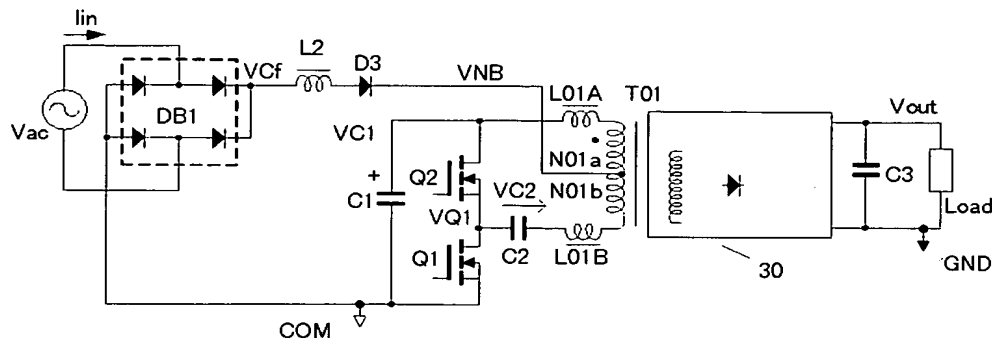 Iin
L2
D3
VCf
VNB
L01A
T01
Vout
DB1
Vac
VC1
N01a
Q2
+
C1
N01b
VC2
C3
VQ1
Load
Q1
C2
L01B
30
GND
COM